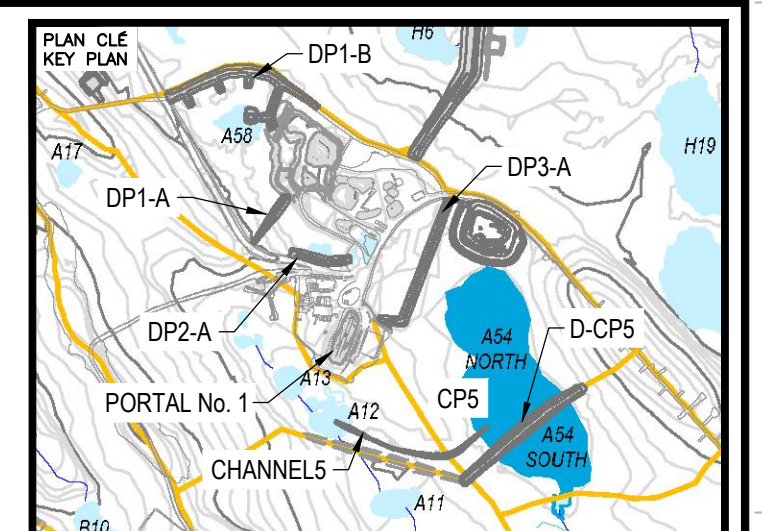 PLAN CLÉ
KEY PLAN
H6
DP1-B
A58
A17
H19
DP3-A
DP1-A
DP2-A
A54
NORTH
D-CP5
A13
CP5
PORTAL No. 1
A12
A54
SOUTH
CHANNEL5
A11
B10